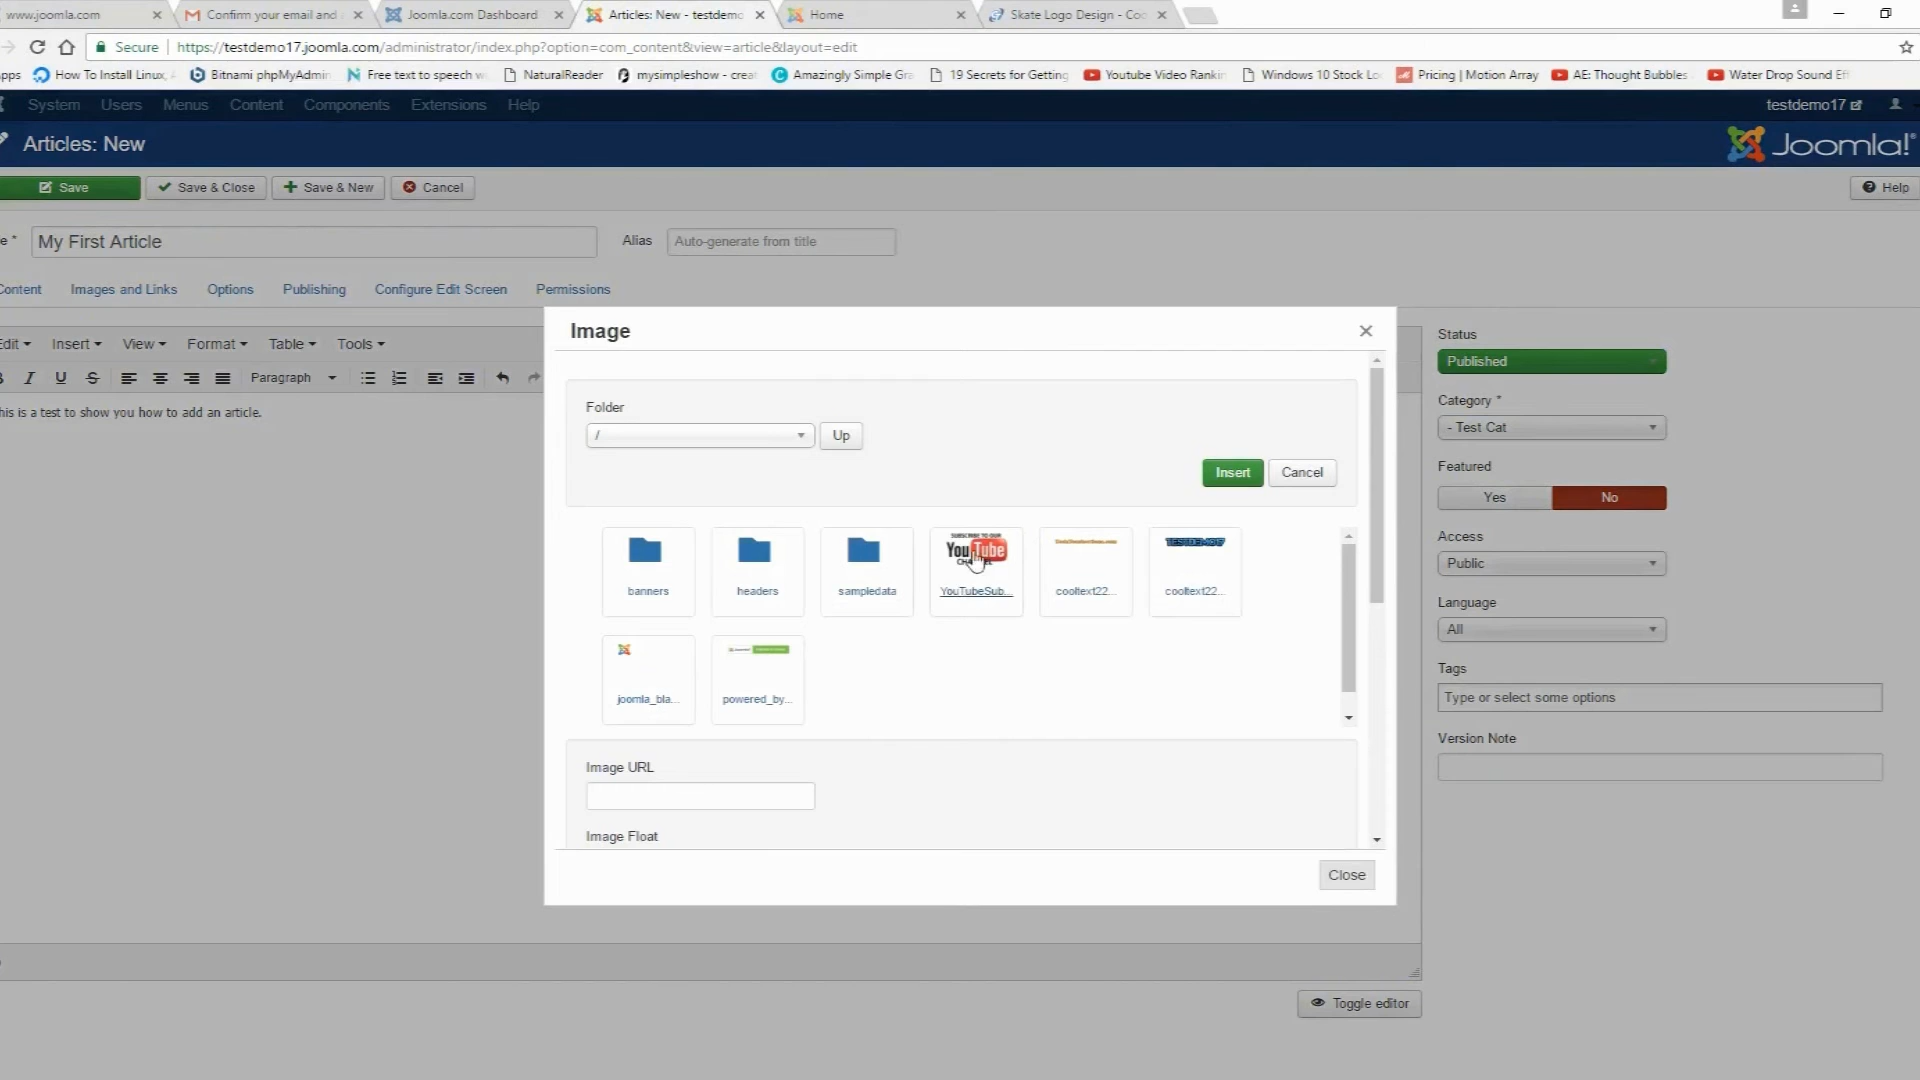 www.joomla.com
Confirm your email and
Joomla.com Dashboard
Articles: New - testdemo
Home
Skate Logo Design - Coo
Secure
https://testdemo17.joomla.com/administrator/index.php?option=com_content&view=article&layout=edit
pps
How To Install Linux,
Bitnami phpMyAdmin
Free text to speech w
NaturalReader
mysimpleshow - crea
Amazingly Simple Gra
19 Secrets for Getting
Youtube Video Rankin
Windows 10 Stock Lo
Pricing | Motion Array
AE: Thought Bubbles
Water Drop Sound Eff
System
Users
Menus
Content
Components
Extensions
Help
testdemo17
Articles: New
Joomla!®
Save
Save & Close
Save & New
Cancel
Help
e *
My First Article
Alias
Auto-generate from title
Content
Images and Links
Options
Publishing
Configure Edit Screen
Permissions
Edit
Insert
View
Format
Table
Tools
Paragraph
his is a test to show you how to add an article.
Image
Folder
/
Up
Insert
Cancel
banners
headers
sampledata
SUBSCRIBE TO OUR
YouTube
YouTubeSub...
cooltext22...
TESTDEMO17
cooltext22...
joomla_bla...
powered_by...
Image URL
Image Float
Close
Status
Published
Category *
- Test Cat
Featured
Yes
No
Access
Public
Language
All
Tags
Type or select some options
Version Note
Toggle editor